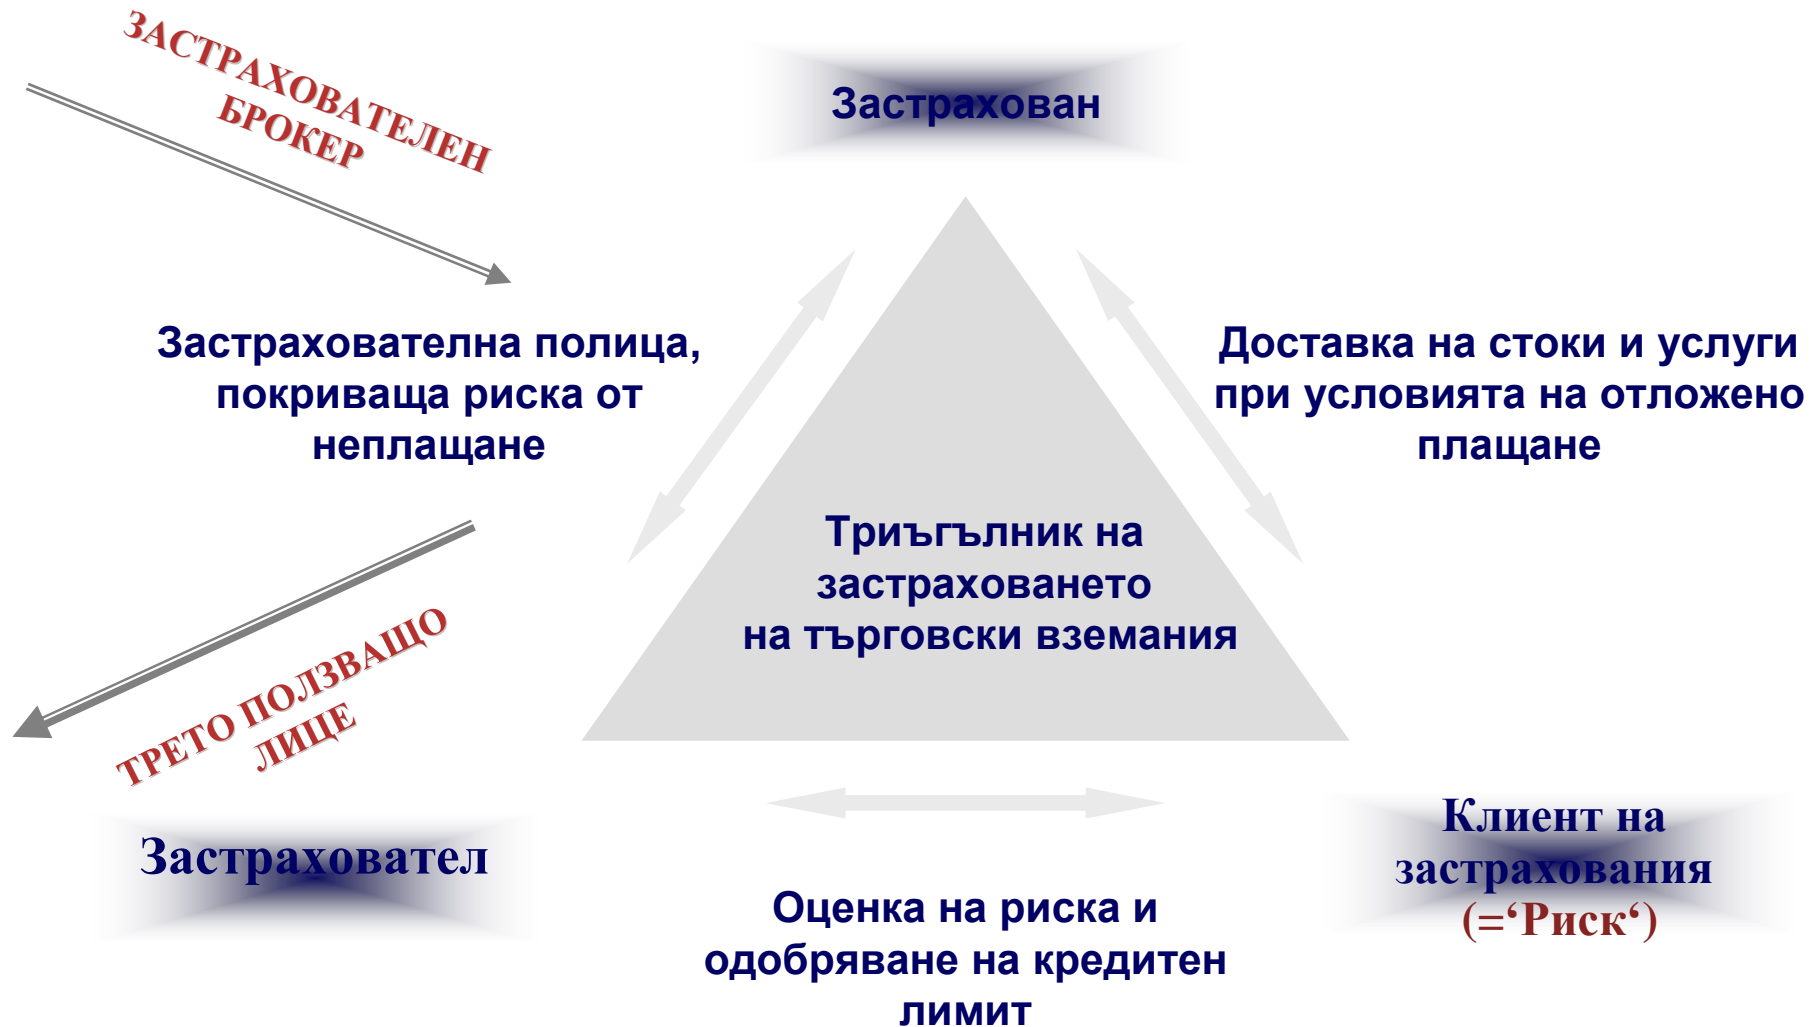 ЗАСТРАХОВАТЕЛЕН
БРОКЕР
Застрахован
Застрахователна полица,
покриваща риска от
неплащане
Доставка на стоки и услуги
при условията на отложено
плащане
Триъгълник на
застраховането
на търговски вземания
ТРЕТО ПОЛЗВАЩО
ЛИЦЕ
Застраховател
Клиент на
застрахования
(=‘Риск‘)
Оценка на риска и
одобряване на кредитен
лимит